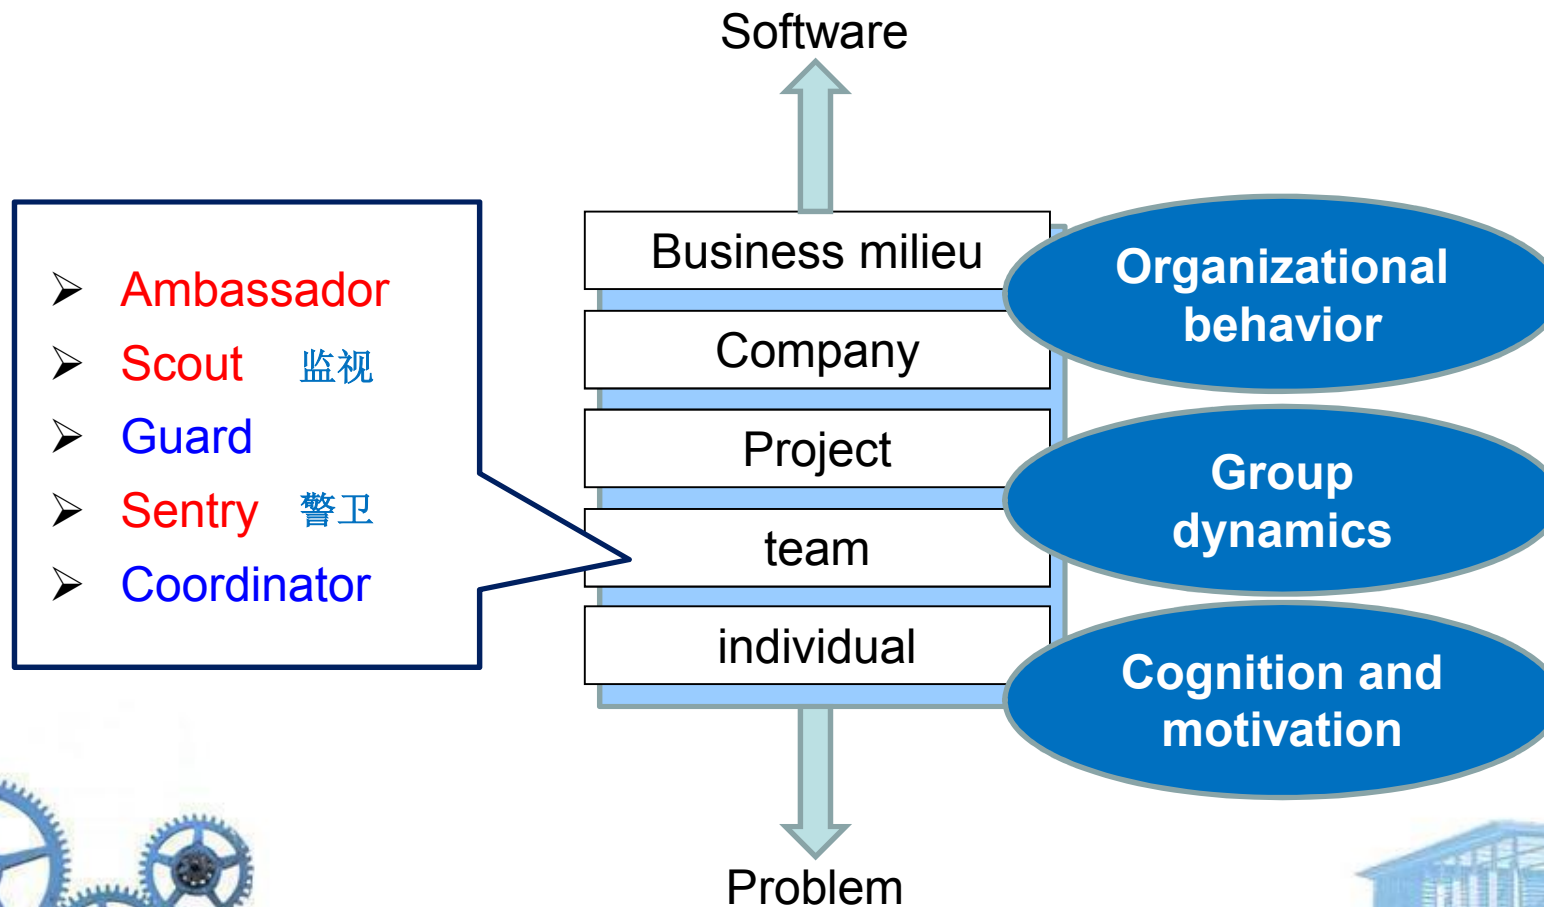 Software
Ambassador
Scout 监视
Guard
Sentry 警卫
Coordinator
Business milieu
Company
Project
team
individual
Organizational
behavior
Group
dynamics
Cognition and
motivation
Problem